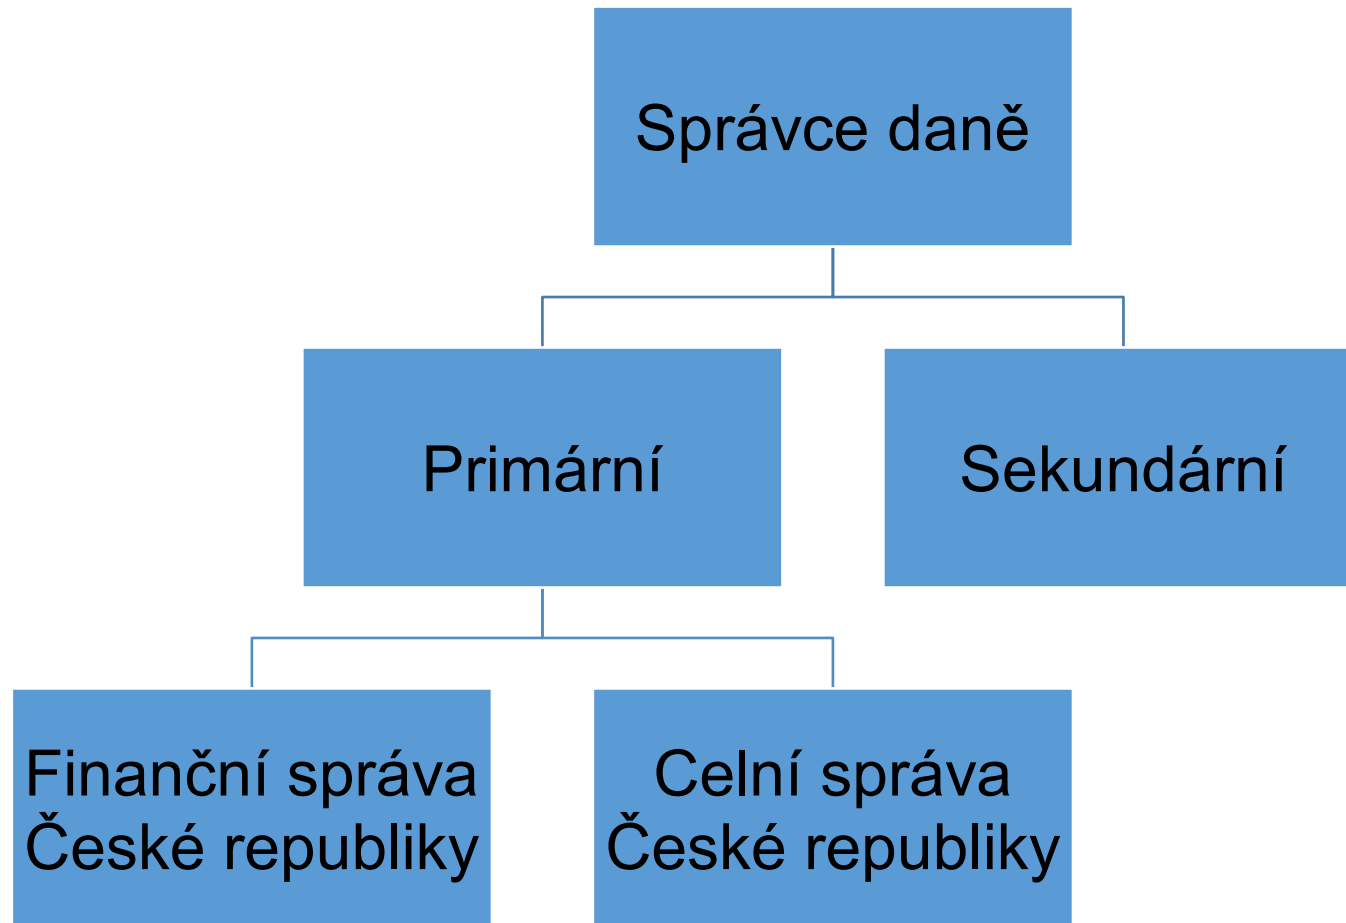 Správce daně
Primární
Sekundární
Finanční správa
České republiky
Celní správa
České republiky